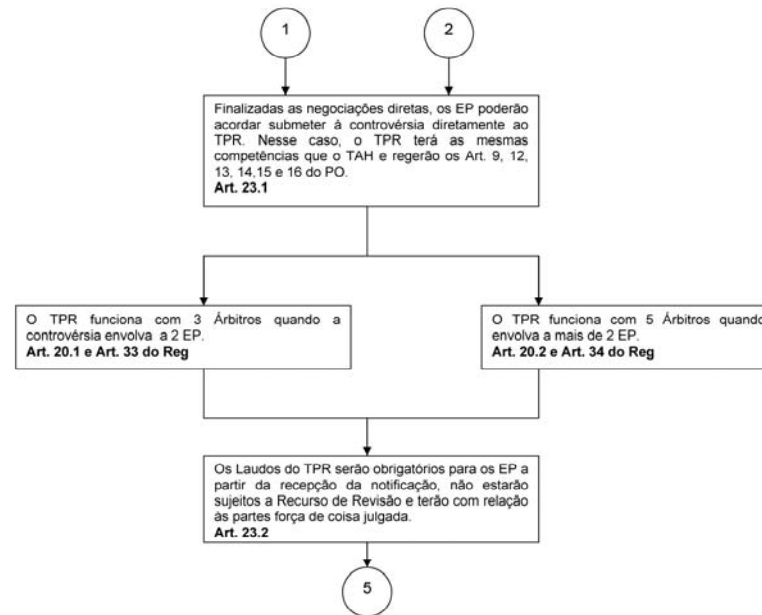 1
2
Finalizadas as negociações diretas, os EP poderão
acordar submeter à controvérsia diretamente ao
TPR. Nesse caso, o TPR terá as mesmas
competências que o TAH e regerão os Art. 9, 12,
13, 14,15 e 16 do PO.
Art. 23.1
O TPR funciona com 3 Árbitros quando a
controvérsia envolva a 2 EP.
Art. 20.1 e Art. 33 do Reg
O TPR funciona com 5 Árbitros quando
envolva a mais de 2 EP.
Art. 20.2 e Art. 34 do Reg
Os Laudos do TPR serão obrigatórios para os EP a
partir da recepção da notificação, não estarão
sujeitos a Recurso de Revisão e terão com relação
às partes força de coisa julgada.
Art. 23.2
5